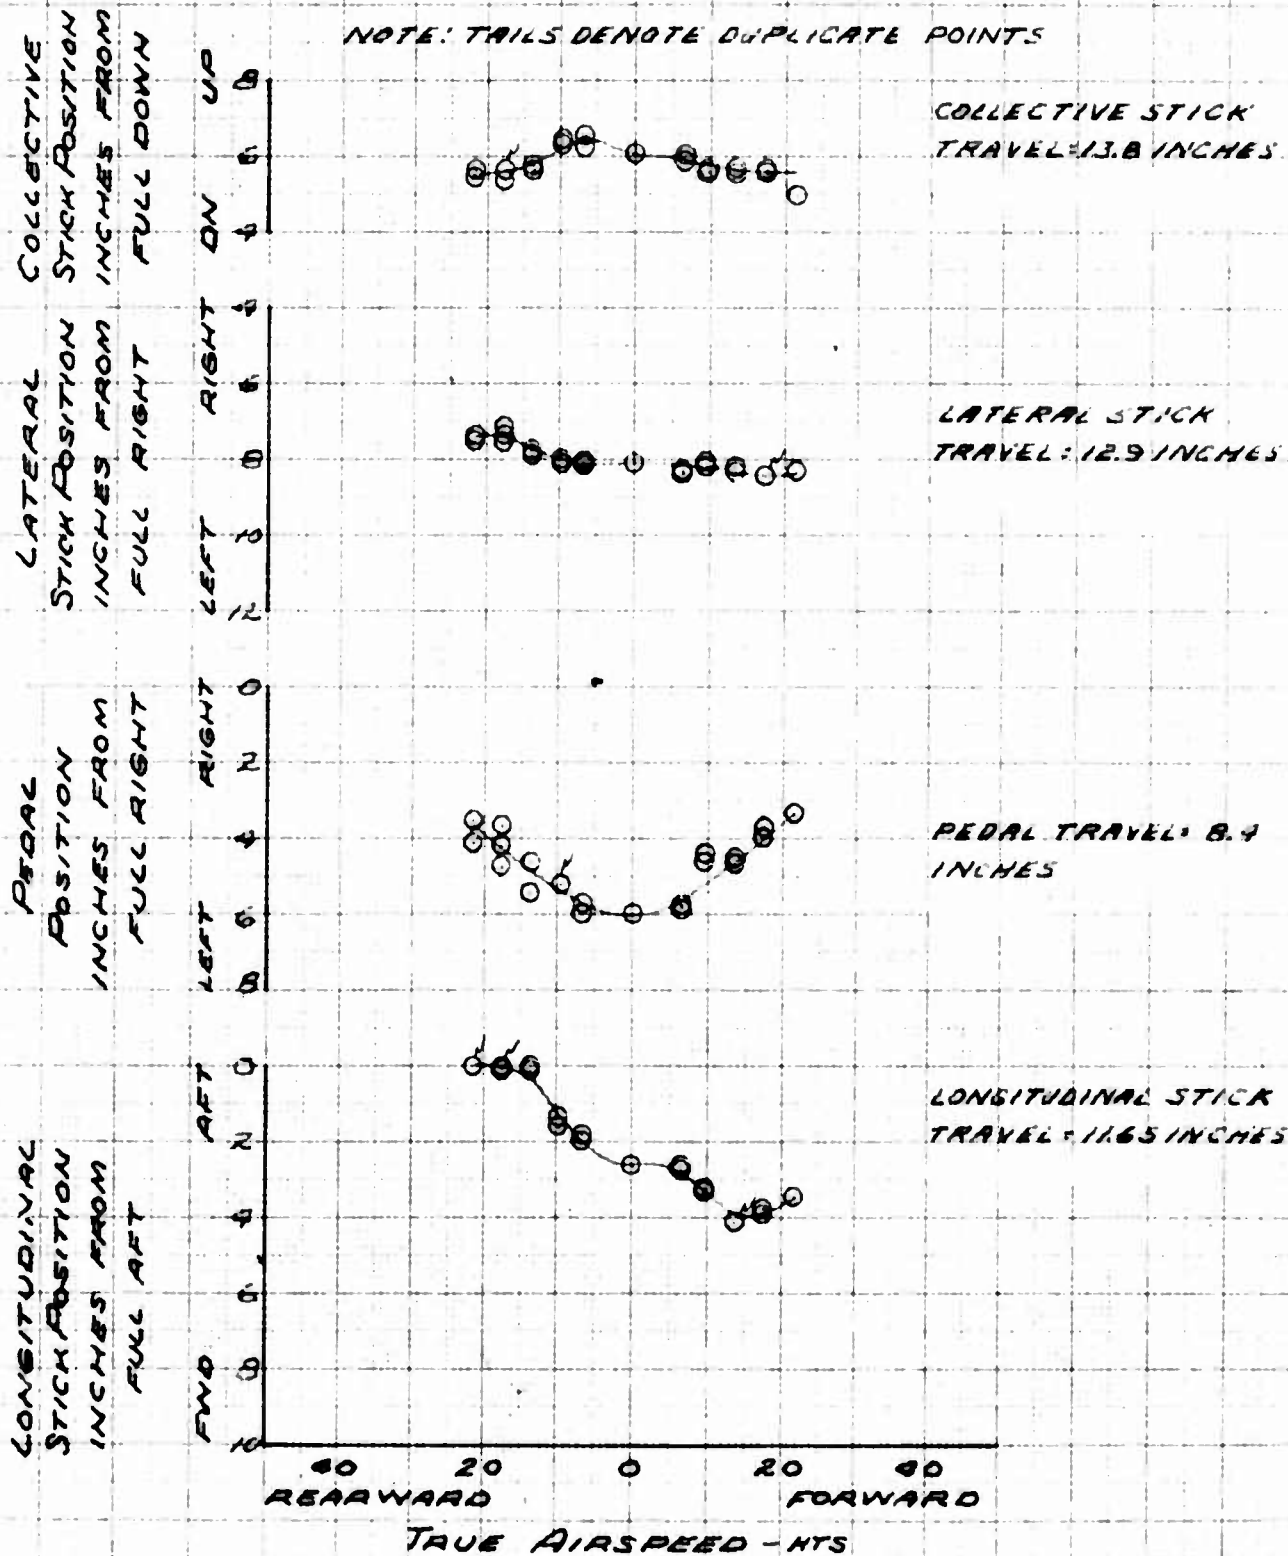 NOTE: TAILS DENOTE DUPLICATE POINTS
COLLECTIVE
STICK POSITION
INCHES FROM
FULL DOWN
DN UP
8
6
4
COLLECTIVE STICK
TRAVEL=13.8 INCHES
LATERAL
STICK POSITION
INCHES FROM
FULL RIGHT
LEFT RIGHT
4
6
8
10
12
LATERAL STICK
TRAVEL: 12.9 INCHES
PEDAL
POSITION
INCHES FROM
FULL RIGHT
LEFT RIGHT
0
2
4
6
8
PEDAL TRAVEL: 8.4
INCHES
LONGITUDINAL
STICK POSITION
INCHES FROM
FULL AFT
FWD AFT
0
2
4
6
8
10
LONGITUDINAL STICK
TRAVEL=11.65 INCHES
40 20 0 20 40
REARWARD FORWARD
TRUE AIRSPEED - KTS